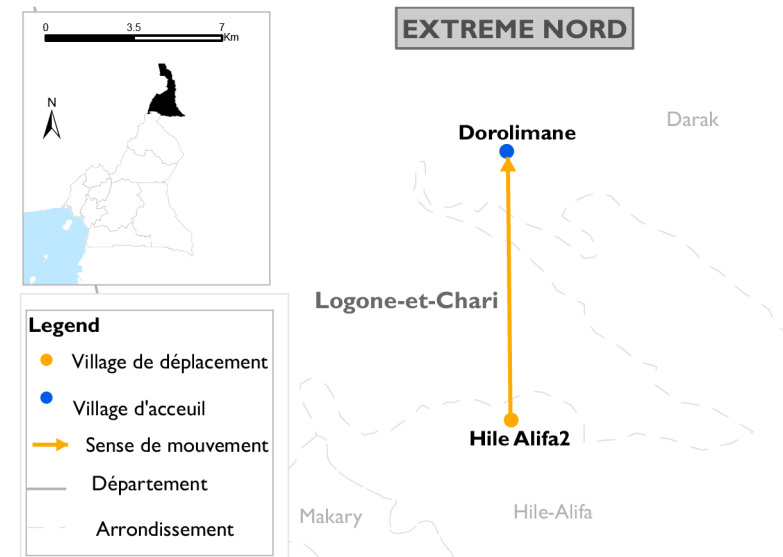 0 3.5 7
Km
N
EXTREME NORD
Darak
Dorolimane
Logone-et-Chari
Hile Alifa2
Makary
Hile-Alifa
Legend
Village de déplacement
Village d'acceuil
Sense de mouvement
Département
Arrondissement